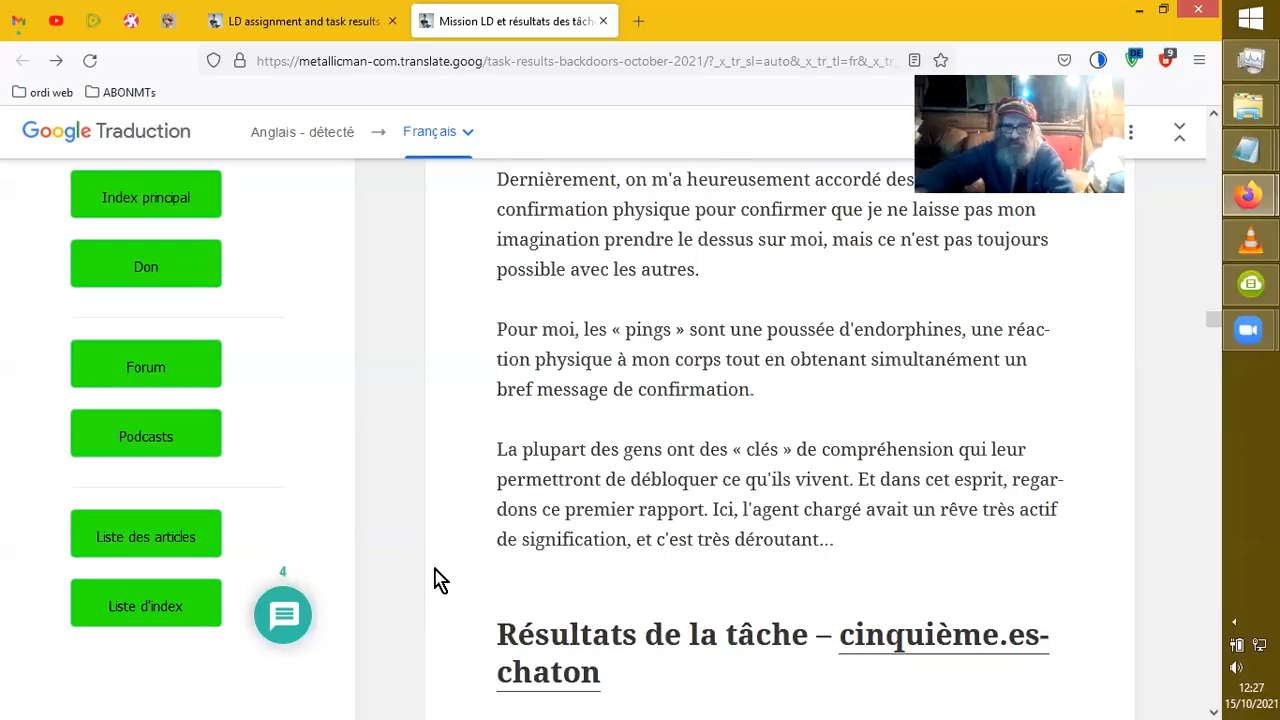 LD assignment and task results
Mission LD et résultats des tâch
https://metallicman-com.translate.goog/task-results-backdoors-october-2021/?_x_tr_sl=auto&_x_tr_tl=fr&_x_tr_
DE
9
ordi web
ABONMTs
Google Traduction
Anglais - détecté
Français
Index principal
Don
Forum
Podcasts
Liste des articles
Liste d'index
4
Dernièrement, on m'a heureusement accordé des
confirmation physique pour confirmer que je ne laisse pas mon
imagination prendre le dessus sur moi, mais ce n'est pas toujours
possible avec les autres.
Pour moi, les « pings » sont une poussée d'endorphines, une réac-
tion physique à mon corps tout en obtenant simultanément un
bref message de confirmation.
La plupart des gens ont des « clés » de compréhension qui leur
permettront de débloquer ce qu'ils vivent. Et dans cet esprit, regar-
dons ce premier rapport. Ici, l'agent chargé avait un rêve très actif
de signification, et c'est très déroutant…
Résultats de la tâche – cinquième.es-
chaton
12:27
15/10/2021